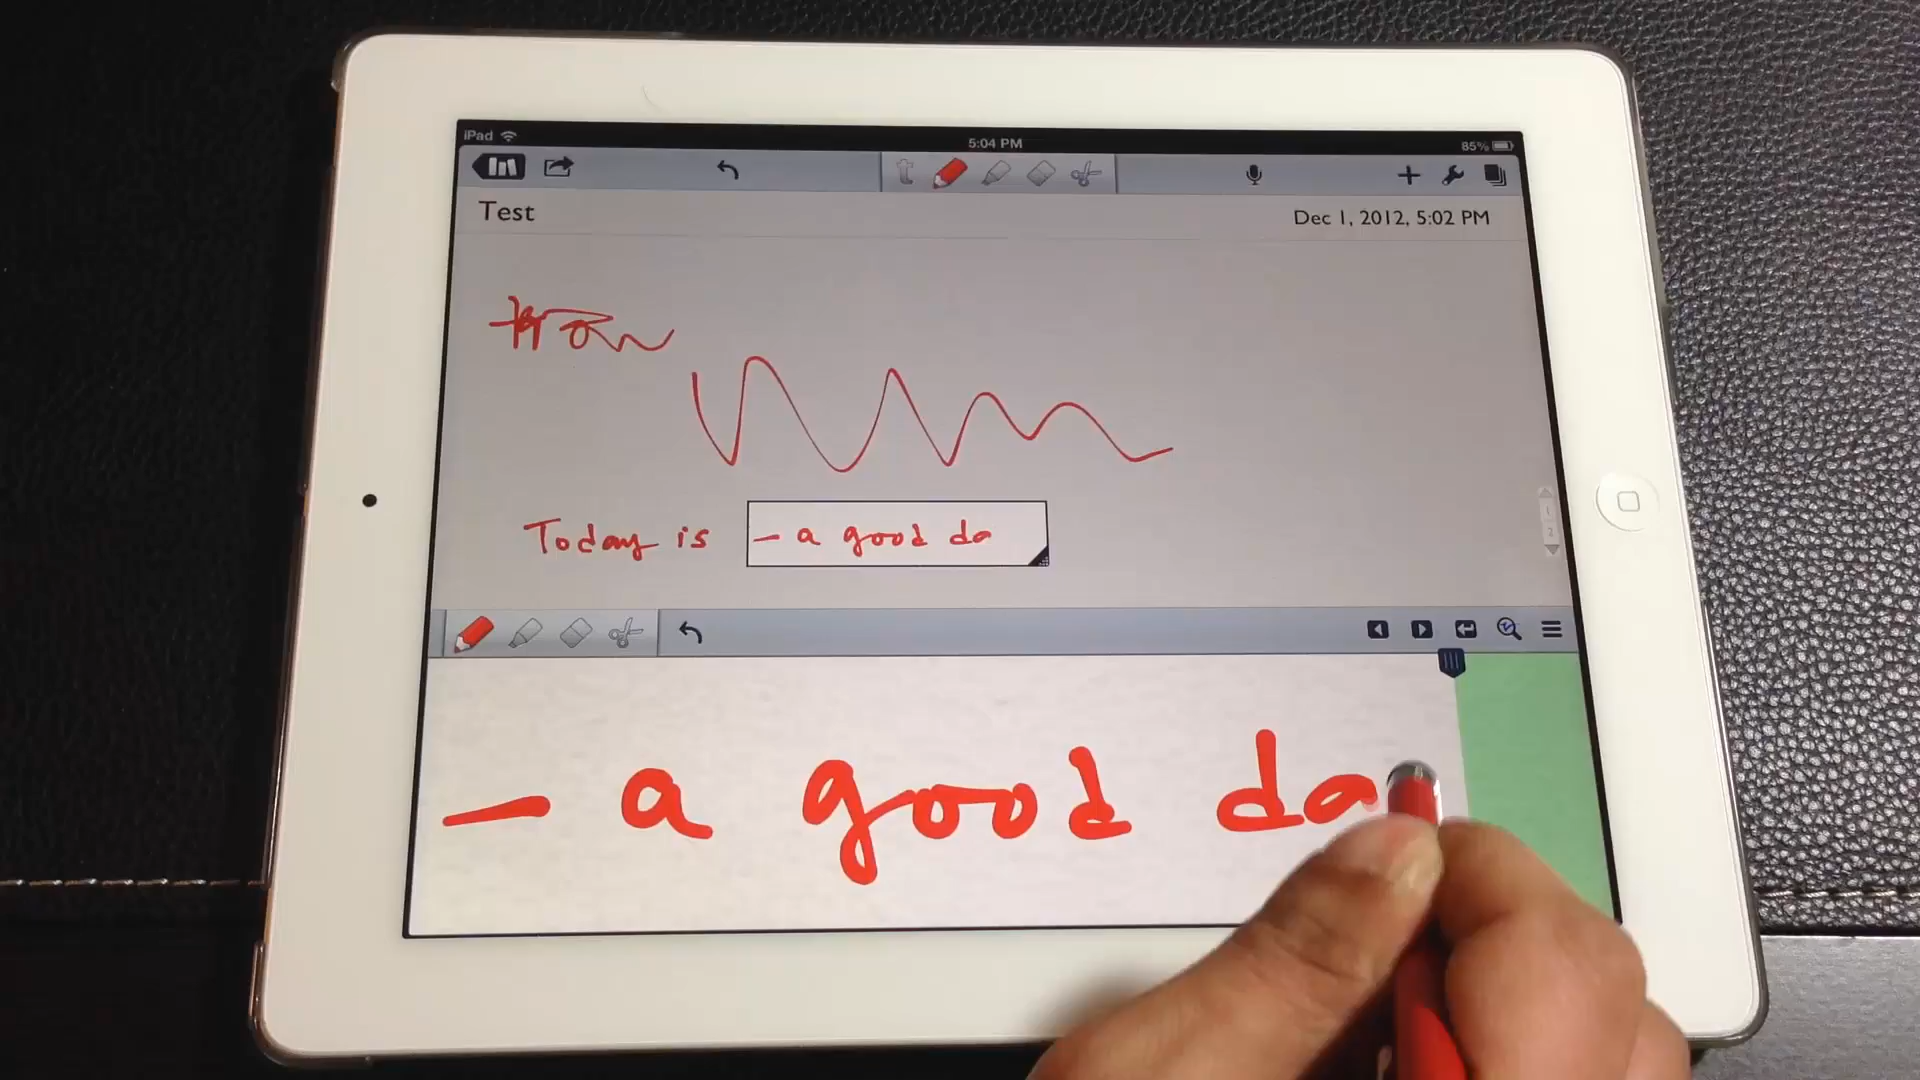 iPad 5:04 PM 85%
Test Dec 1, 2012, 5:02 PM
Today is - a good da
- a good da